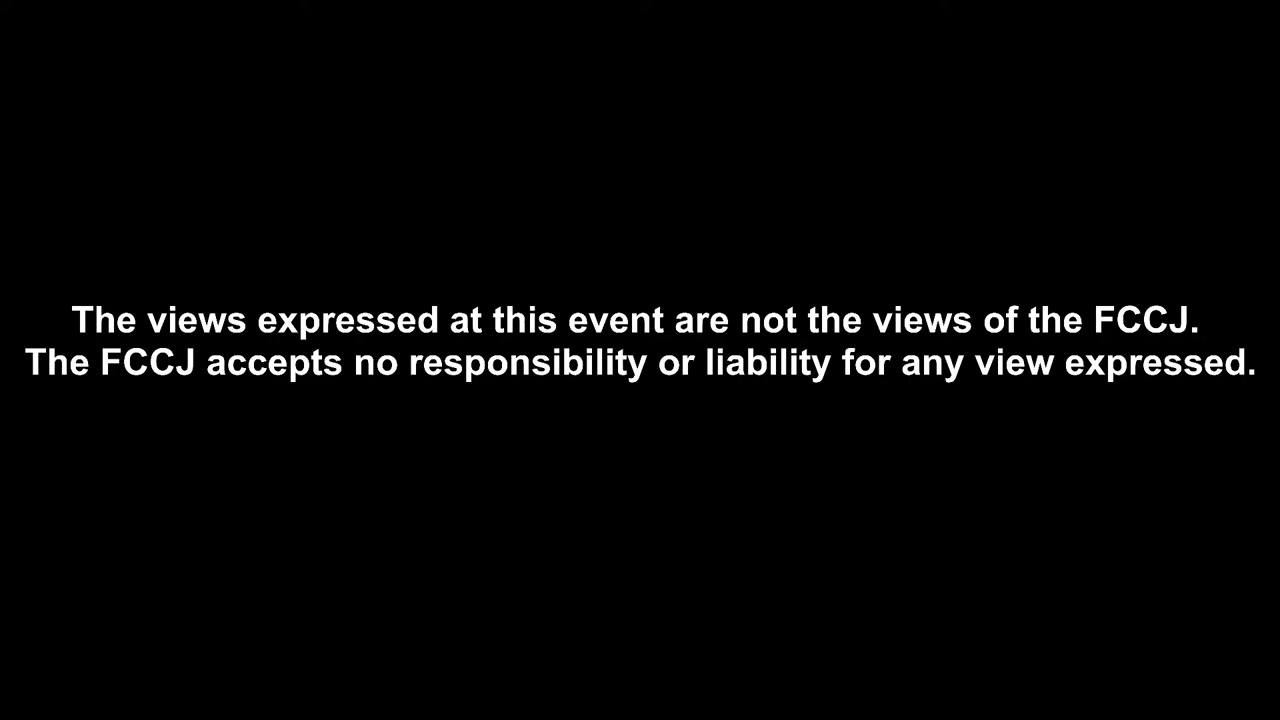 The views expressed at this event are not the views of the FCCJ.
The FCCJ accepts no responsibility or liability for any view expressed.